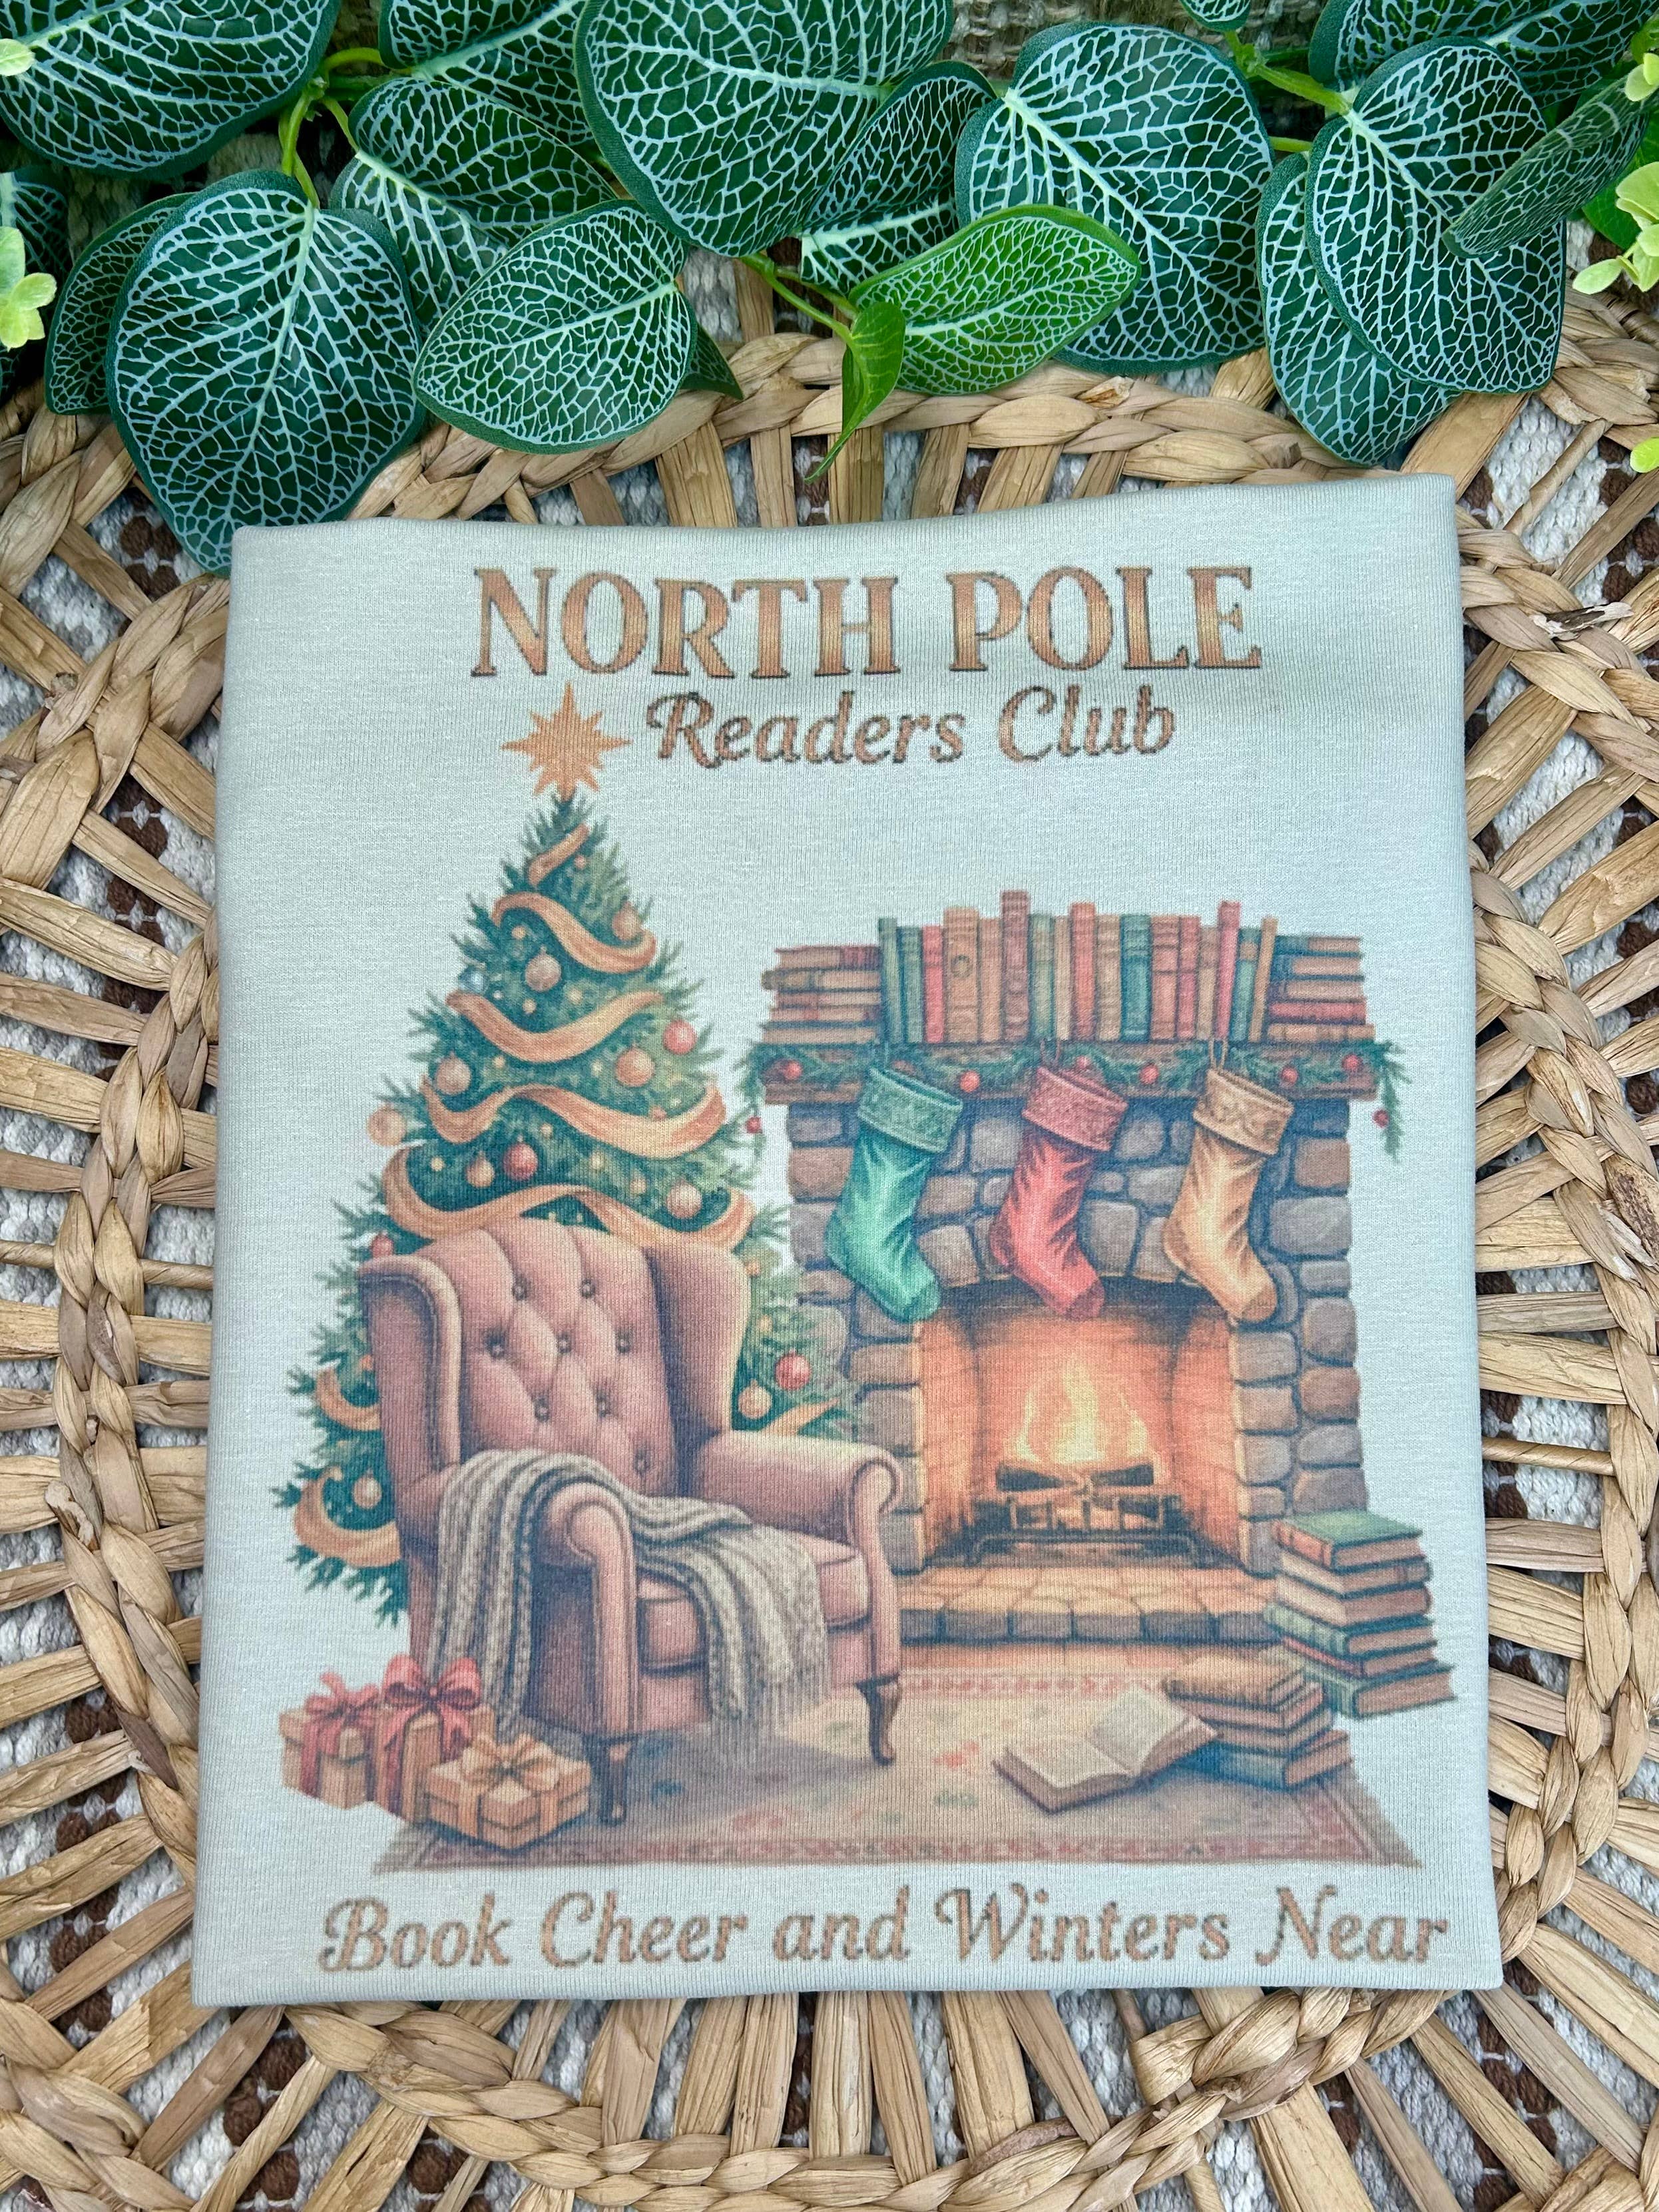 NORTH POLE
Readers Club
Book Cheer and Winters Near